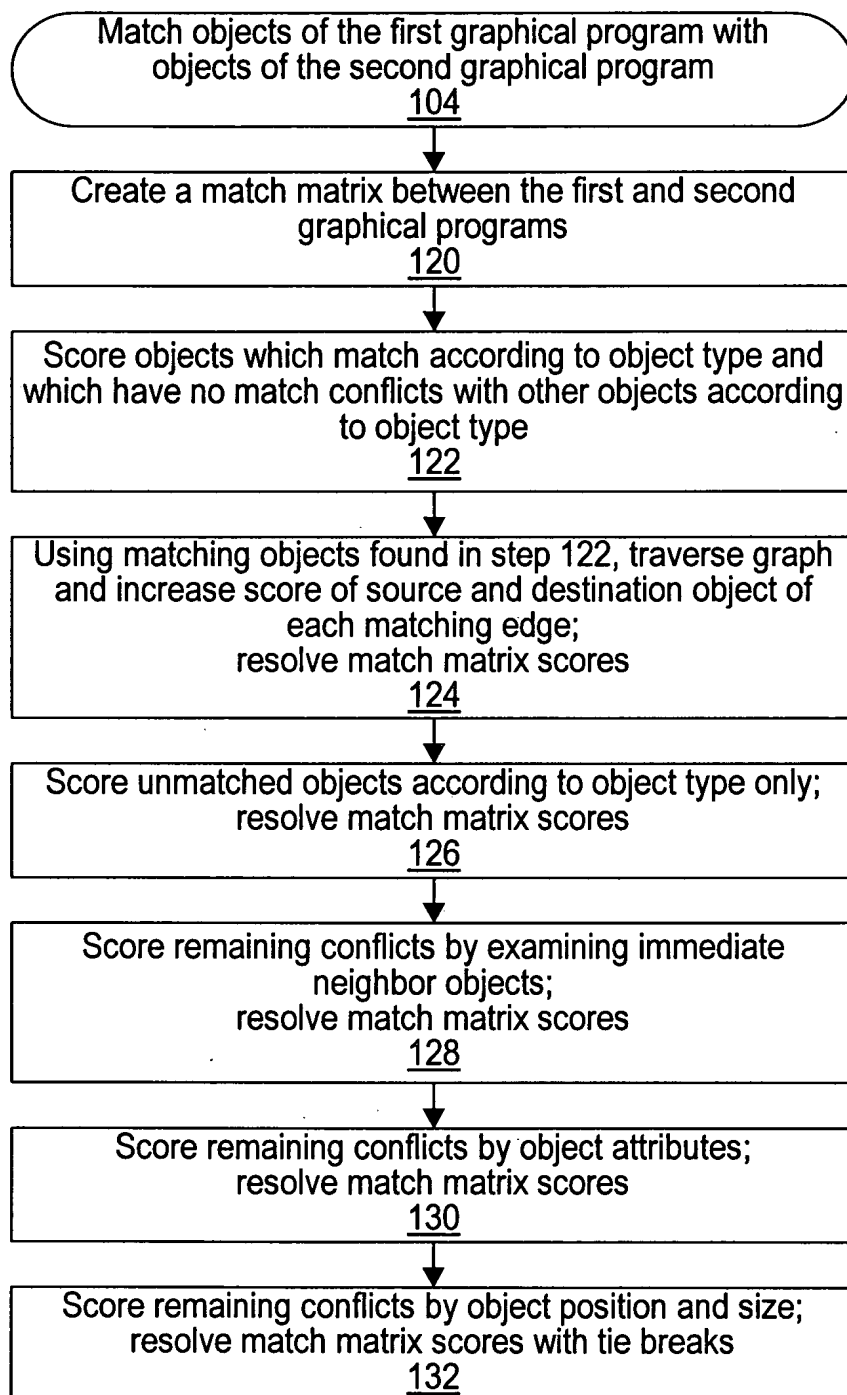 Match objects of the first graphical program with
objects of the second graphical program
104
Create a match matrix between the first and second
graphical programs
120
Score objects which match according to object type and
which have no match conflicts with other objects according
to object type
122
Using matching objects found in step 122, traverse graph
and increase score of source and destination object of
each matching edge;
resolve match matrix scores
124
Score unmatched objects according to object type only;
resolve match matrix scores
126
Score remaining conflicts by examining immediate
neighbor objects;
resolve match matrix scores
128
Score remaining conflicts by object attributes;
resolve match matrix scores
130
Score remaining conflicts by object position and size;
resolve match matrix scores with tie breaks
132